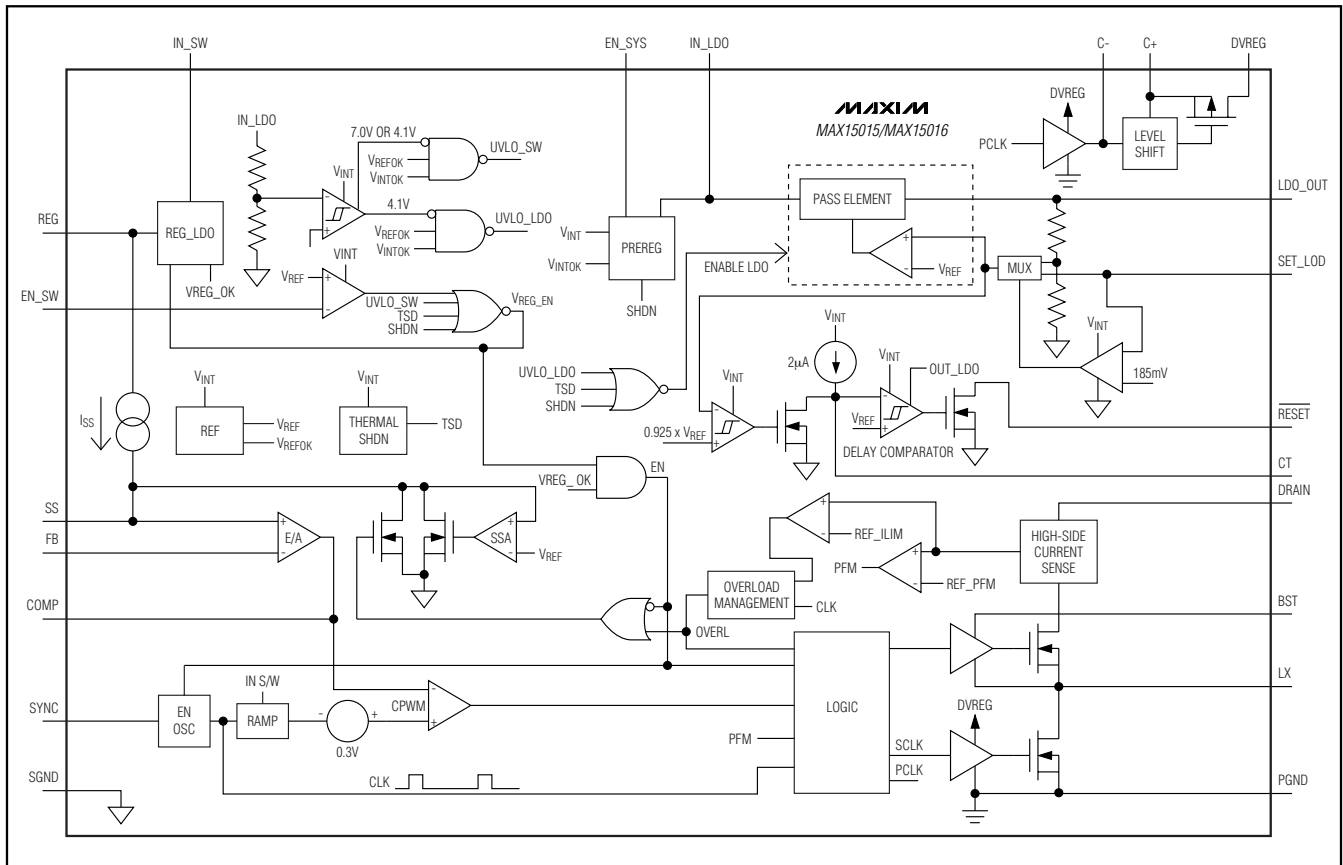 IN_SW
EN_SYS
IN_LDO
C-
C+
DVREG
MAXIM
MAX15015/MAX15016
IN_LDO
7.0V OR 4.1V
VREFOK
VINTOK
UVLO_SW
VINT
DVREG
PCLK
LEVEL
SHIFT
LDO_OUT
PASS ELEMENT
REG
REG_LDO
4.1V
VREFOK
VINTOK
UVLO_LDO
VINT
VINTOK
PREREG
ENABLE LDO
VREF
MUX
SET_LOD
VREG_OK
VREF
VINT
SHDN
EN_SW
UVLO_SW
TSD
SHDN
VREG_EN
VINT
2µA
VINT
OUT_LDO
VINT
185mV
UVLO_LDO
TSD
SHDN
VINT
0.925 x VREF
VREF
DELAY COMPARATOR
RESET
ISS
VINT
REF
VREF
VREFOK
VINT
THERMAL
SHDN
TSD
CT
VREG_ OK
EN
DRAIN
SS
FB
E/A
SSA
VREF
REF_ILIM
PFM
REF_PFM
HIGH-SIDE
CURRENT
SENSE
OVERLOAD
MANAGEMENT
CLK
COMP
OVERL
BST
LX
SYNC
EN
OSC
IN S/W
RAMP
-
+
0.3V
CPWM
LOGIC
PFM
SCLK
PCLK
DVREG
CLK
SGND
PGND